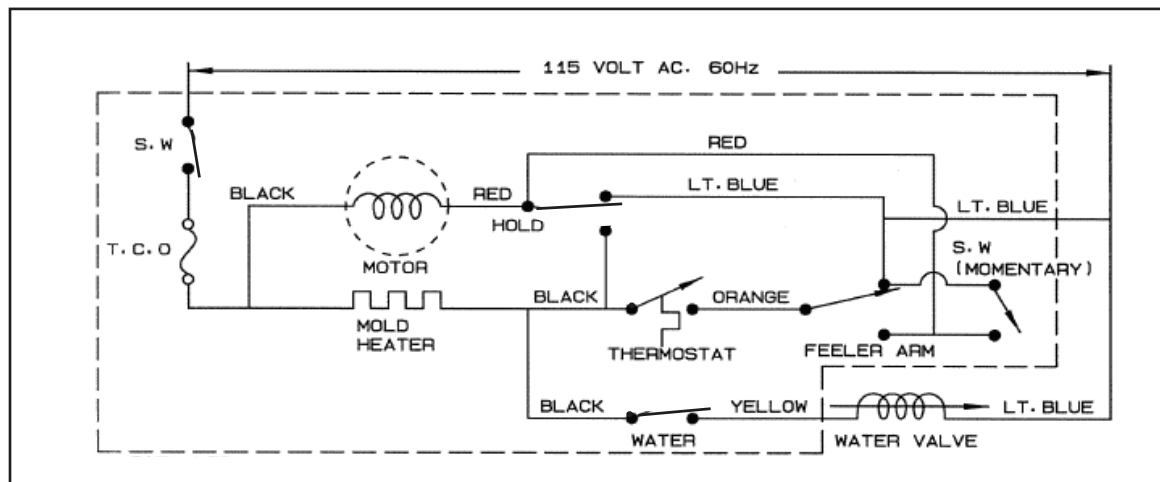 115 VOLT AC. 60Hz
S.W
RED
BLACK
RED
LT. BLUE
HOLD
LT. BLUE
T.C.O
MOTOR
S.W
(MOMENTARY)
BLACK
ORANGE
MOLD
HEATER
THERMOSTAT
FEELER ARM
BLACK
YELLOW
LT. BLUE
WATER
WATER VALVE